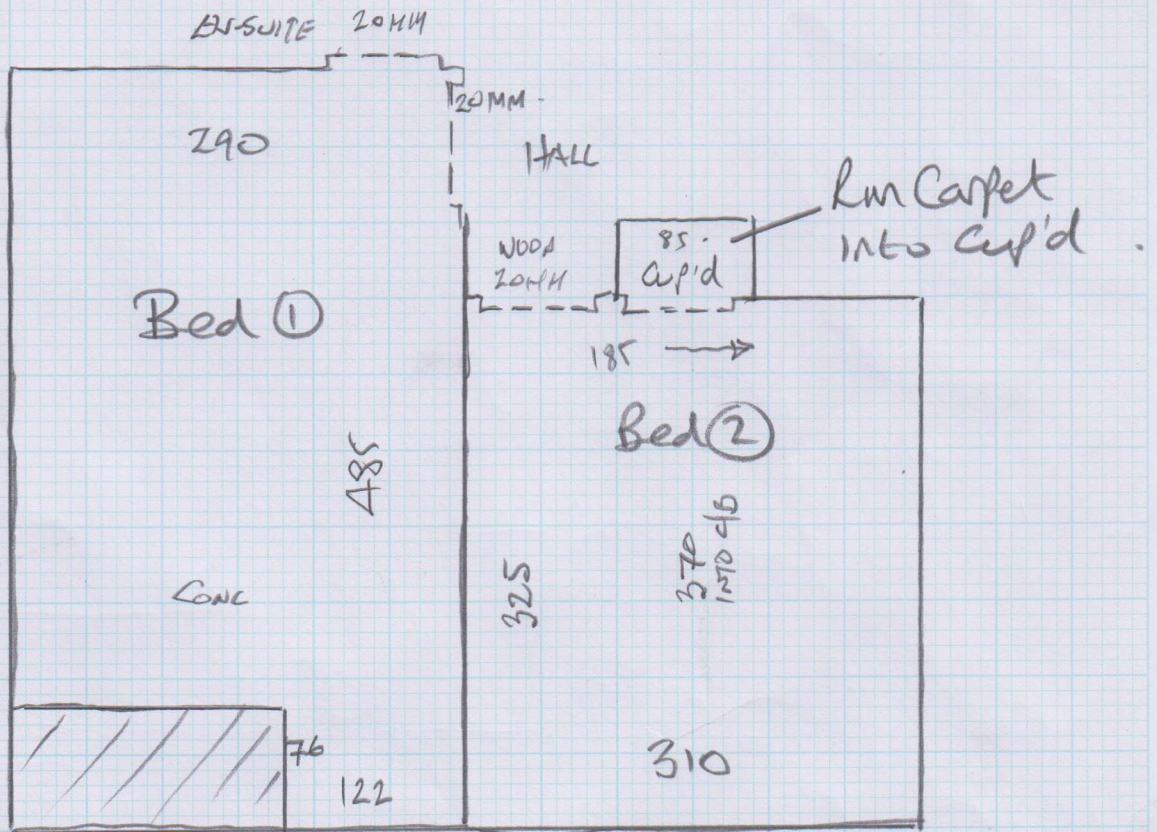 EN-SUITE 20MM
20MM.
290
HALL
Run Carpet
into Cup'd.
WOOD
20MM
85.
Cup'd
Bed ①
185 →
Bed ②
485
370
INTO C/B
325
CONC
76
122
310